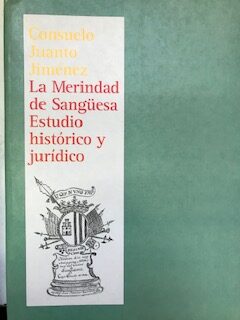 Consuelo
Juanto
Jiménez
La Merindad
de Sangüesa
Estudio
histórico y
jurídico